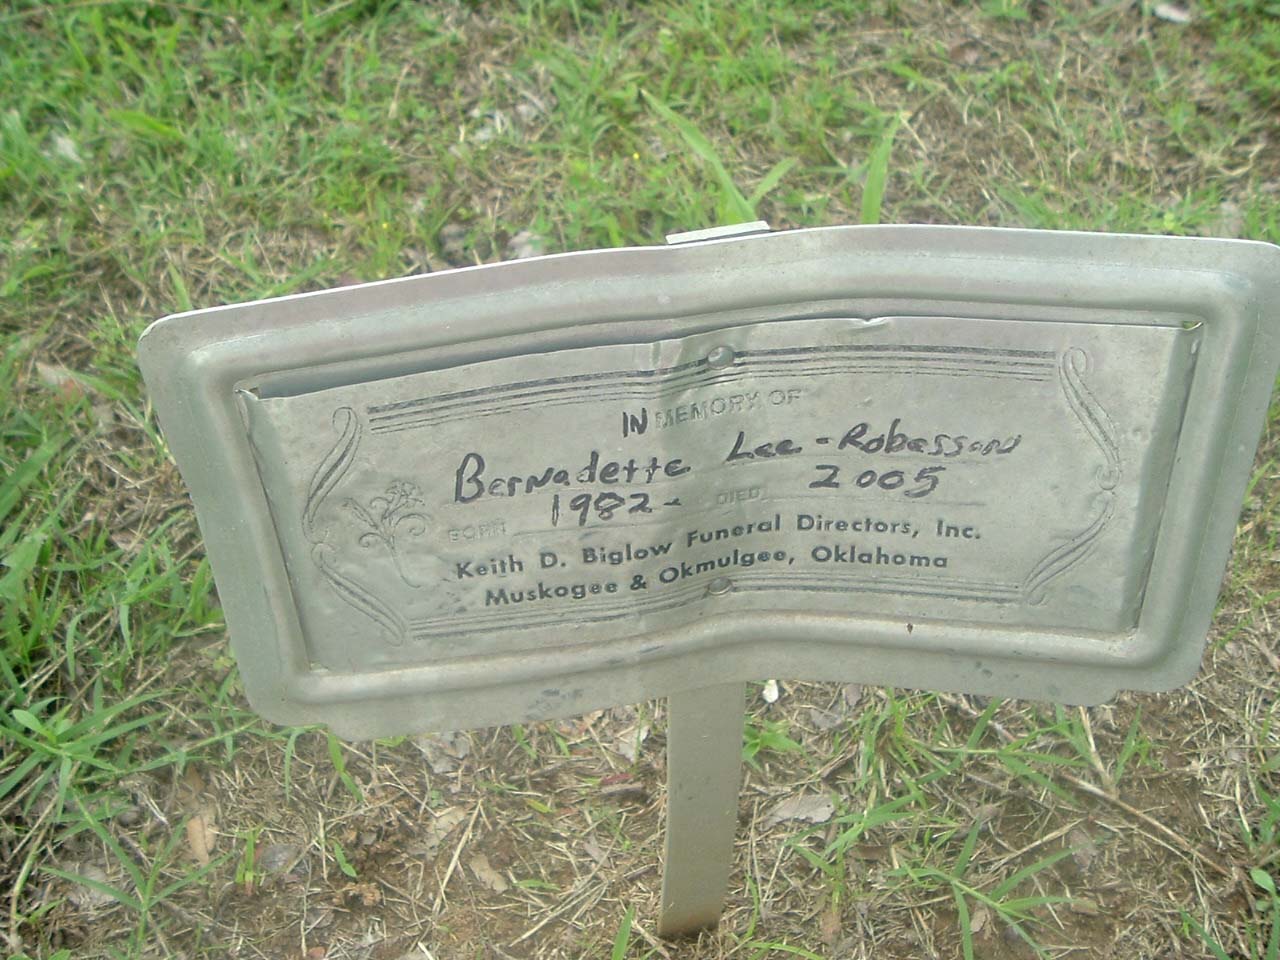 IN MEMORY OF
Bernadette Lee-Robesson
BORN 1982- DIED 2005
Keith D. Biglow Funeral Directors, Inc.
Muskogee & Okmulgee, Oklahoma